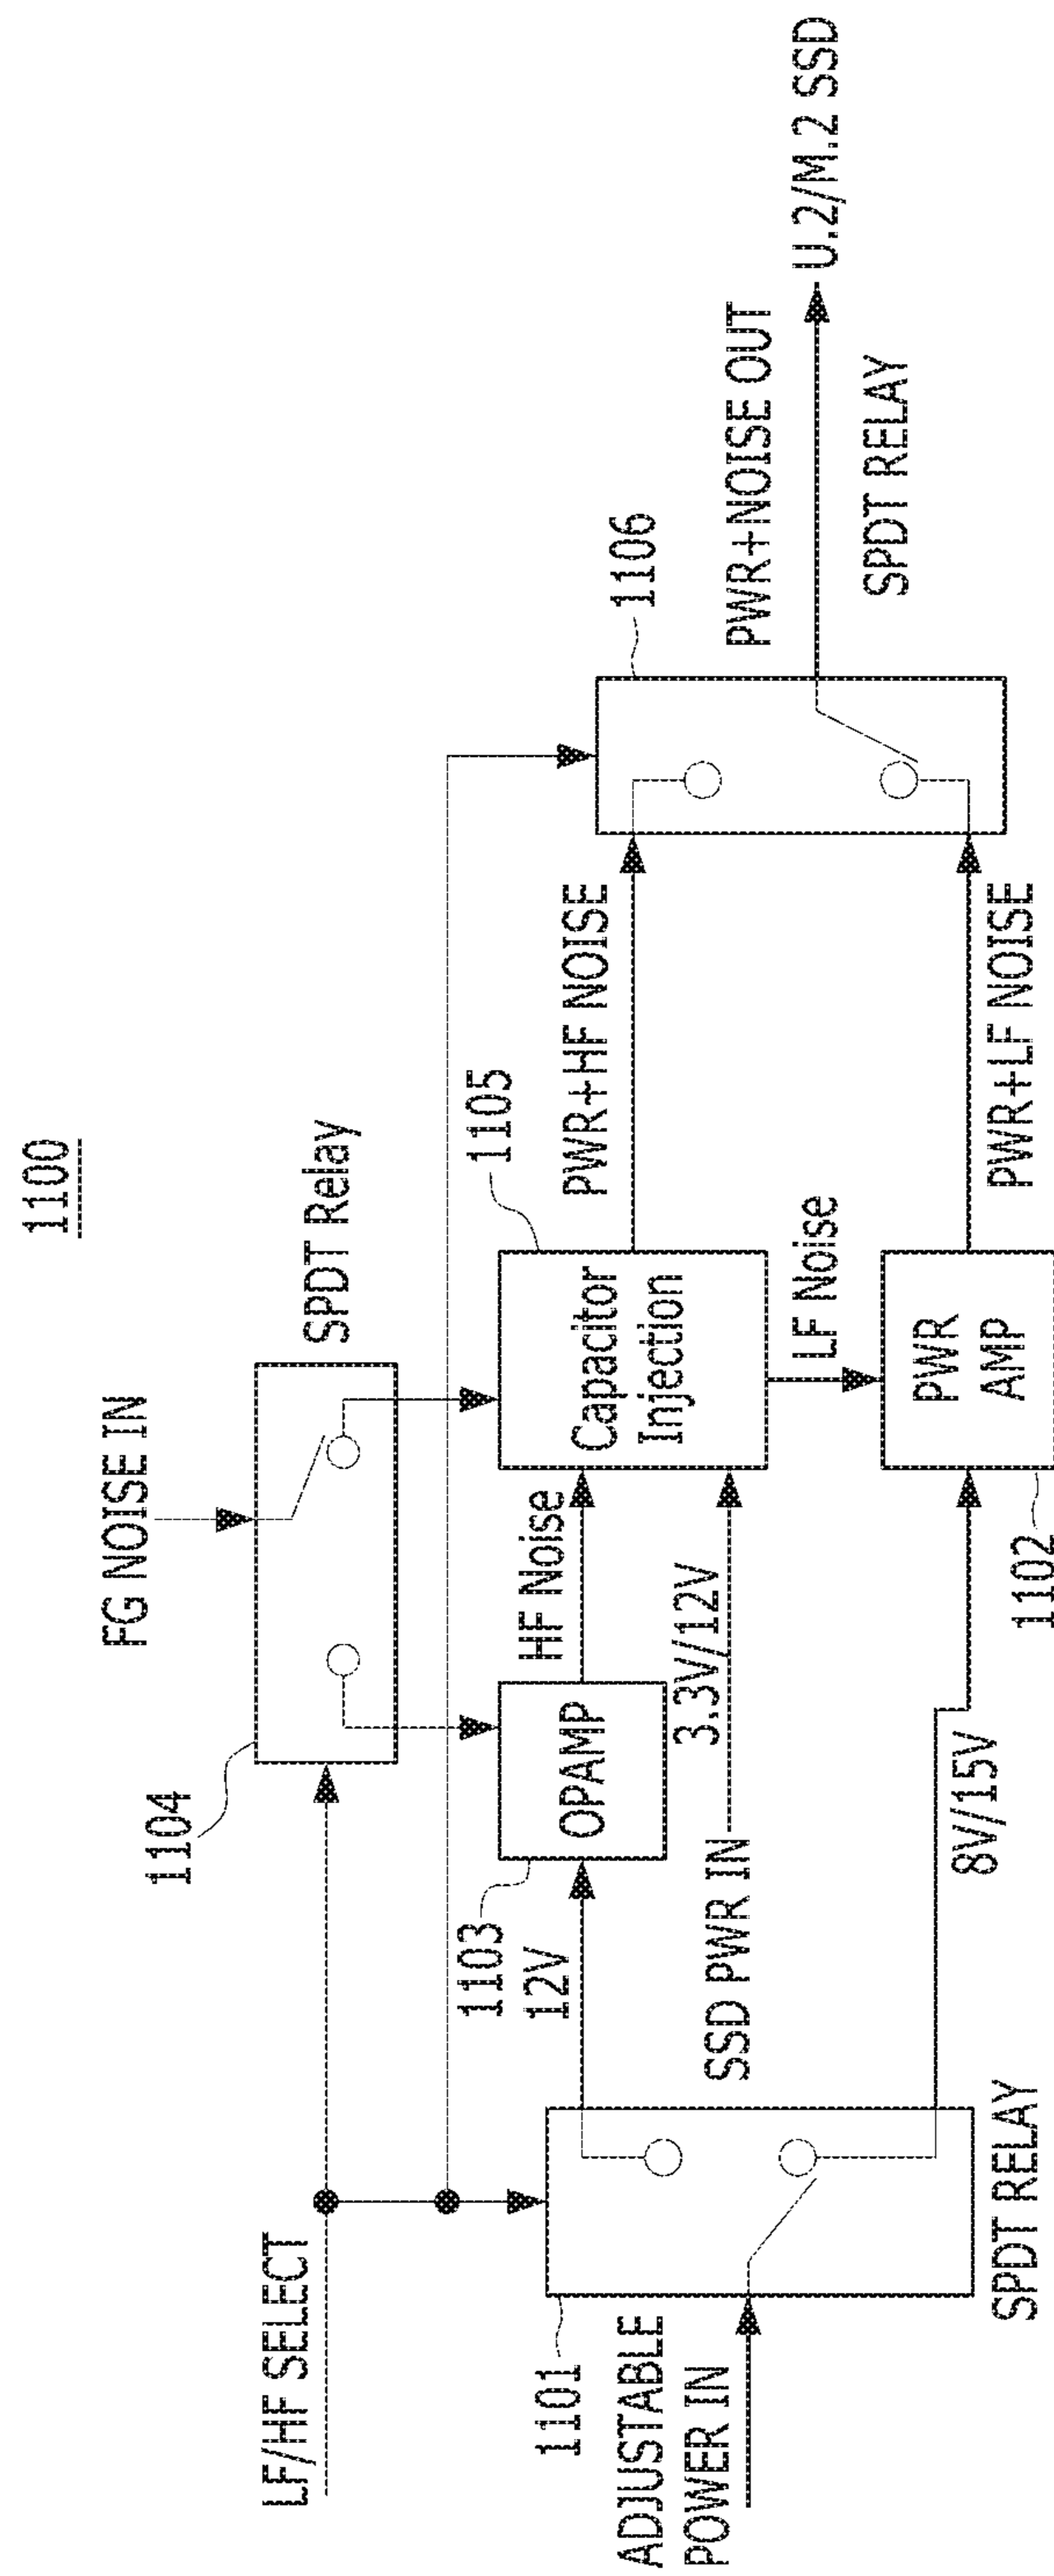 1100
LF/HF SELECT
1104
FG NOISE IN
SPDT Relay
1101
ADJUSTABLE
POWER IN
SPDT RELAY
1103
12V
OPAMP
HF Noise
SSD PWR IN
3.3V/12V
Capacitor
Injection
1105
LF Noise
8V/15V
PWR
AMP
1102
PWR+HF NOISE
PWR+LF NOISE
1106
PWR+NOISE OUT
U.2/M.2 SSD
SPDT RELAY